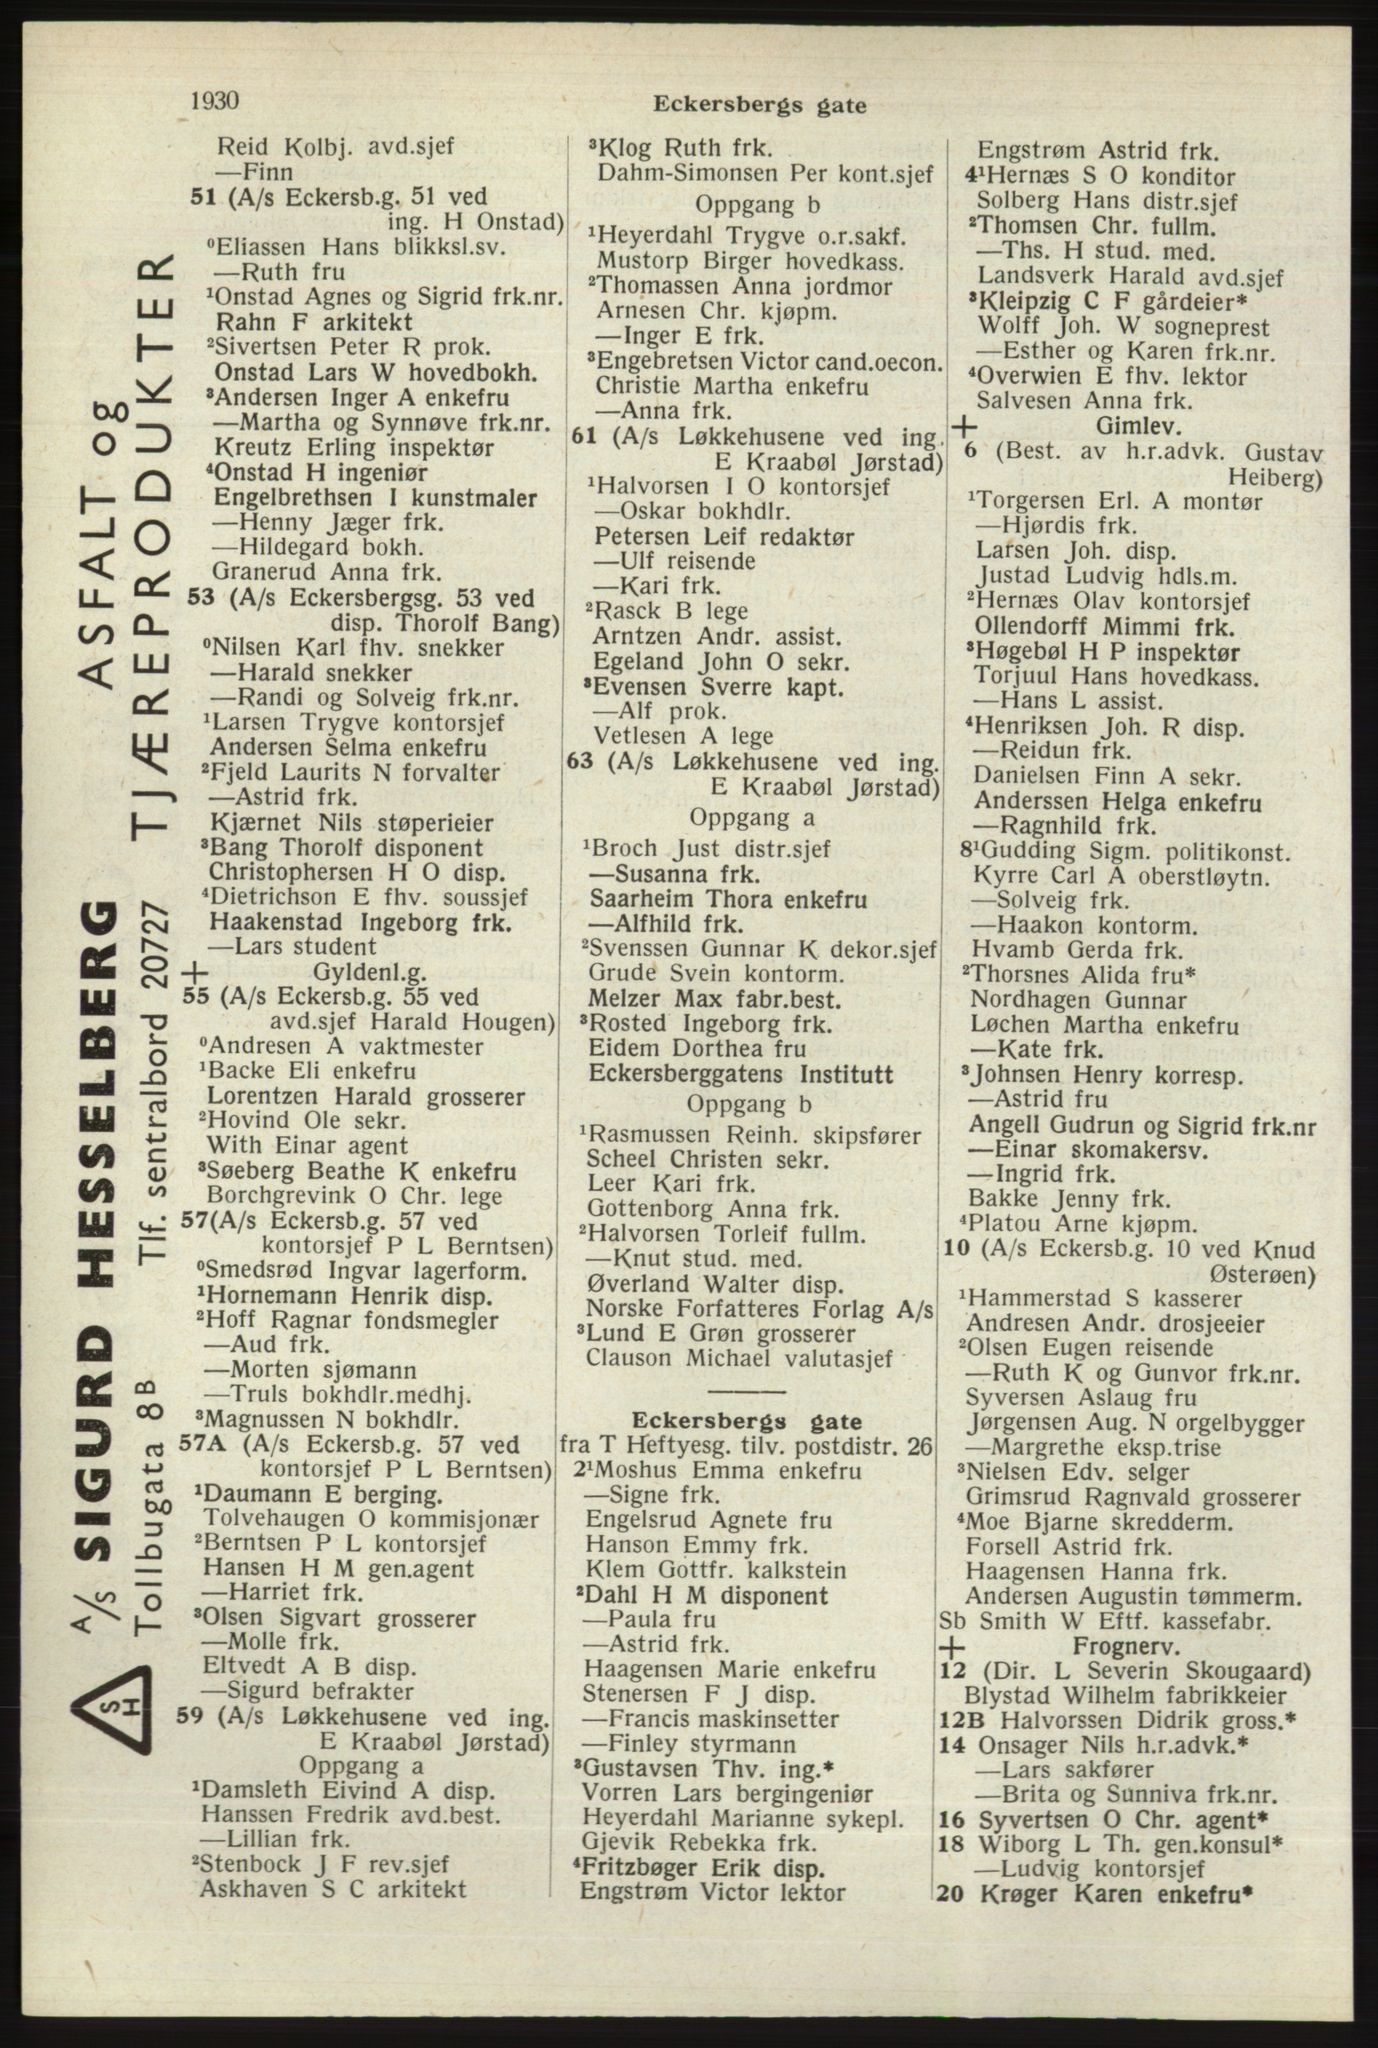 1930
Eckersbergs gate
Reid Kolbj. avd.sjef
—Finn
51 (A/s Eckersb.g. 51 ved
ing. H Onstad)
⁰Eliassen Hans blikksl.sv.
—Ruth fru
¹Onstad Agnes og Sigrid frk.nr.
Rahn F arkitekt
²Sivertsen Peter R prok.
Onstad Lars W hovedbokh.
³Andersen Inger A enkefru
—Martha og Synnøve frk.nr.
Kreutz Erling inspektør
⁴Onstad H ingeniør
Engelbrethsen I kunstmaler
—Henny Jæger frk.
—Hildegard bokh.
Granerud Anna frk.
53 (A/s Eckersbergsg. 53 ved
disp. Thorolf Bang)
⁰Nilsen Karl fhv. snekker
—Harald snekker
—Randi og Solveig frk.nr.
¹Larsen Trygve kontorsjef
Andersen Selma enkefru
²Fjeld Laurits N forvalter
—Astrid frk.
Kjærnet Nils støperieier
³Bang Thorolf disponent
Christophersen H O disp.
⁴Dietrichson E fhv. soussjef
Haakenstad Ingeborg frk.
—Lars student
+ Gyldenl.g.
55 (A/s Eckersb.g. 55 ved
avd.sjef Harald Hougen)
⁰Andresen A vaktmester
¹Backe Eli enkefru
Lorentzen Harald grosserer
²Hovind Ole sekr.
With Einar agent
³Søeberg Beathe K enkefru
Borchgrevink O Chr. lege
57(A/s Eckersb.g. 57 ved
kontorsjef P L Berntsen)
⁰Smedsrød Ingvar lagerform.
¹Hornemann Henrik disp.
²Hoff Ragnar fondsmegler
—Aud frk.
—Morten sjømann
—Truls bokhdlr.medhj.
³Magnussen N bokhdlr.
57A (A/s Eckersb.g. 57 ved
kontorsjef P L Berntsen)
¹Daumann E berging.
Tolvehaugen O kommisjonær
²Berntsen P L kontorsjef
Hansen H M gen.agent
—Harriet frk.
³Olsen Sigvart grosserer
—Molle frk.
Eltvedt A B disp.
—Sigurd befrakter
59 (A/s Løkkehusene ved ing.
E Kraabøl Jørstad)
Oppgang a
¹Damsleth Eivind A disp.
Hanssen Fredrik avd.best.
—Lillian frk.
²Stenbock J F rev.sjef
Askhaven S C arkitekt
³Klog Ruth frk.
Dahm-Simonsen Per kont.sjef
Oppgang b
¹Heyerdahl Trygve o.r.sakf.
Mustorp Birger hovedkass.
²Thomassen Anna jordmor
Arnesen Chr. kjøpm.
—Inger E frk.
³Engebretsen Victor cand.oecon.
Christie Martha enkefru
—Anna frk.
61 (A/s Løkkehusene ved ing.
E Kraabøl Jørstad)
¹Halvorsen I O kontorsjef
—Oskar bokhdlr.
Petersen Leif redaktør
—Ulf reisende
—Kari frk.
²Rasck B lege
Arntzen Andr. assist.
Egeland John O sekr.
³Evensen Sverre kapt.
—Alf prok.
Vetlesen A lege
63 (A/s Løkkehusene ved ing.
E Kraabøl Jørstad)
Oppgang a
¹Broch Just distr.sjef
—Susanna frk.
Saarheim Thora enkefru
—Alfhild frk.
²Svenssen Gunnar K dekor.sjef
Grude Svein kontorm.
Melzer Max fabr.best.
³Rosted Ingeborg frk.
Eidem Dorthea fru
Eckersberggatens Institutt
Oppgang b
¹Rasmussen Reinh. skipsfører
Scheel Christen sekr.
Leer Kari frk.
Gottenborg Anna frk.
²Halvorsen Torleif fullm.
—Knut stud. med.
Øverland Walter disp.
Norske Forfatteres Forlag A/s
³Lund E Grøn grosserer
Clauson Michael valutasjef
Eckersbergs gate
fra T Heftyesg. tilv. postdistr. 26
2¹Moshus Emma enkefru
—Signe frk.
Engelsrud Agnete fru
Hanson Emmy frk.
Klem Gottfr. kalkstein
²Dahl H M disponent
—Paula fru
—Astrid frk.
Haagensen Marie enkefru
Stenersen F J disp.
—Francis maskinsetter
—Finley styrmann
³Gustavsen Thv. ing.*
Vorren Lars bergingeniør
Heyerdahl Marianne sykepl.
Gjevik Rebekka frk.
⁴Fritzbøger Erik disp.
Engstrøm Victor lektor
Engstrøm Astrid frk.
4¹Hernæs S O konditor
Solberg Hans distr.sjef
²Thomsen Chr. fullm.
—Ths. H stud. med.
Landsverk Harald avd.sjef
³Kleipzig C F gårdeier*
Wolff Joh. W sogneprest
—Esther og Karen frk.nr.
⁴Overwien E fhv. lektor
Salvesen Anna frk.
+ Gimlev.
6 (Best. av h.r.advk. Gustav
Heiberg)
¹Torgersen Erl. A montør
—Hjørdis frk.
Larsen Joh. disp.
Justad Ludvig hdls.m.
²Hernæs Olav kontorsjef
Ollendorff Mimmi frk.
³Høgebøl H P inspektør
Torjuul Hans hovedkass.
—Hans L assist.
⁴Henriksen Joh. R disp.
—Reidun frk.
Danielsen Finn A sekr.
Anderssen Helga enkefru
—Ragnhild frk.
8¹Gudding Sigm. politikonst.
Kyrre Carl A oberstløytn.
—Solveig frk.
—Haakon kontorm.
Hvamb Gerda frk.
²Thorsnes Alida fru*
Nordhagen Gunnar
Løchen Martha enkefru
—Kate frk.
³Johnsen Henry korresp.
—Astrid fru
Angell Gudrun og Sigrid frk.nr
—Einar skomakersv.
—Ingrid frk.
Bakke Jenny frk.
⁴Platou Arne kjøpm.
10 (A/s Eckersb.g. 10 ved Knud
Østerøen)
¹Hammerstad S kasserer
Andresen Andr. drosjeeier
²Olsen Eugen reisende
—Ruth K og Gunvor frk.nr.
Syversen Aslaug fru
Jørgensen Aug. N orgelbygger
—Margrethe eksp.trise
³Nielsen Edv. selger
Grimsrud Ragnvald grosserer
⁴Moe Bjarne skredderm.
Forsell Astrid frk.
Haagensen Hanna frk.
Andersen Augustin tømmerm.
Sb Smith W Eftf. kassefabr.
+ Frognerv.
12 (Dir. L Severin Skougaard)
Blystad Wilhelm fabrikkeier
12B Halvorssen Didrik gross.*
14 Onsager Nils h.r.advk.*
—Lars sakfører
—Brita og Sunniva frk.nr.
16 Syvertsen O Chr. agent*
18 Wiborg L Th. gen.konsul*
—Ludvig kontorsjef
20 Krøger Karen enkefru*
SH
A/S SIGURD HESSELBERG
Tollbugata 8B Tlf. sentralbord 20727
ASFALT og
TJÆREPRODUKTER